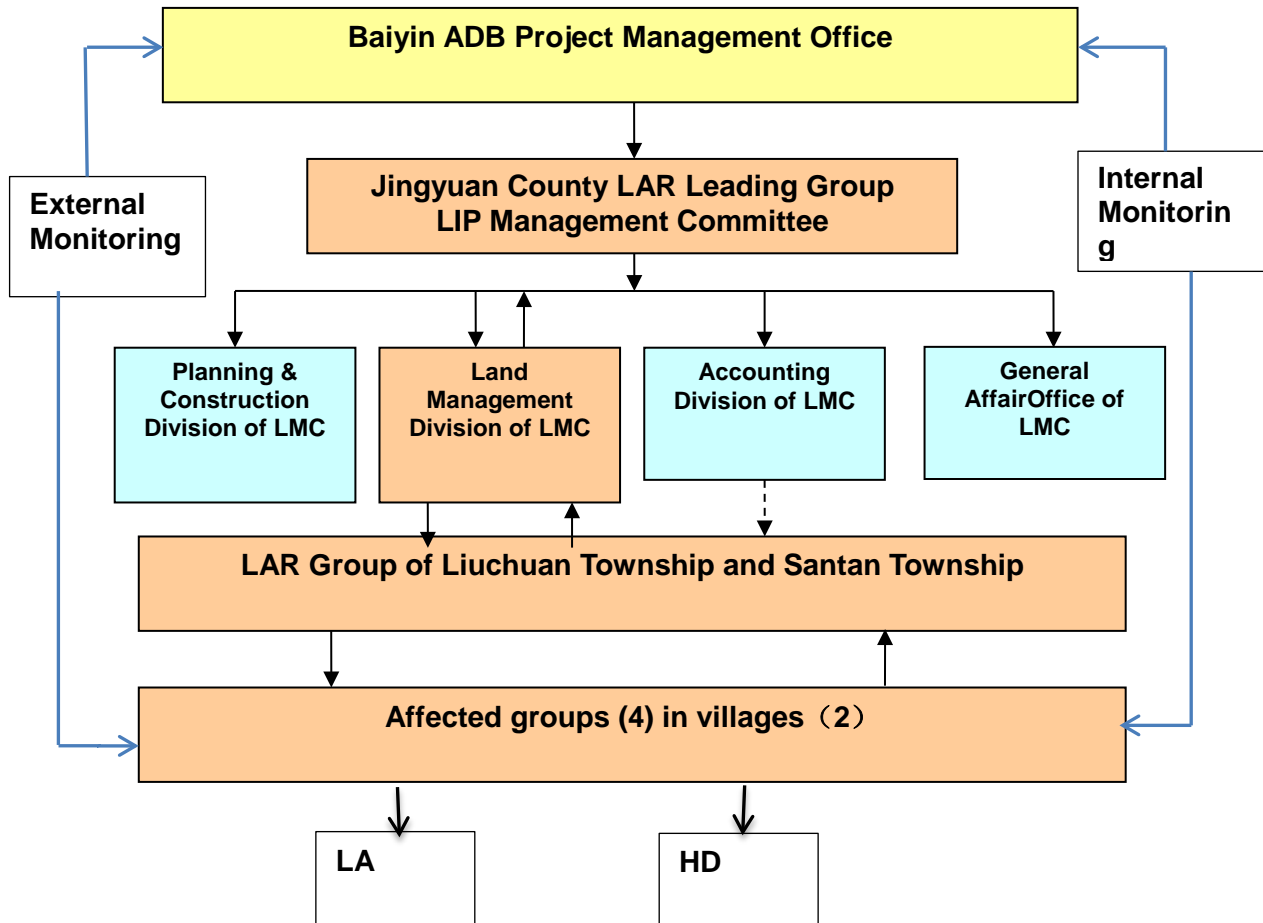 Baiyin ADB Project Management Office
Jingyuan County LAR Leading Group
LIP Management Committee
External
Monitoring
Internal
Monitorin
g
Planning &
Construction
Division of LMC
Land
Management
Division of LMC
Accounting
Division of LMC
General
AffairOffice of
LMC
LAR Group of Liuchuan Township and Santan Township
Affected groups (4) in villages（2）
LA
HD